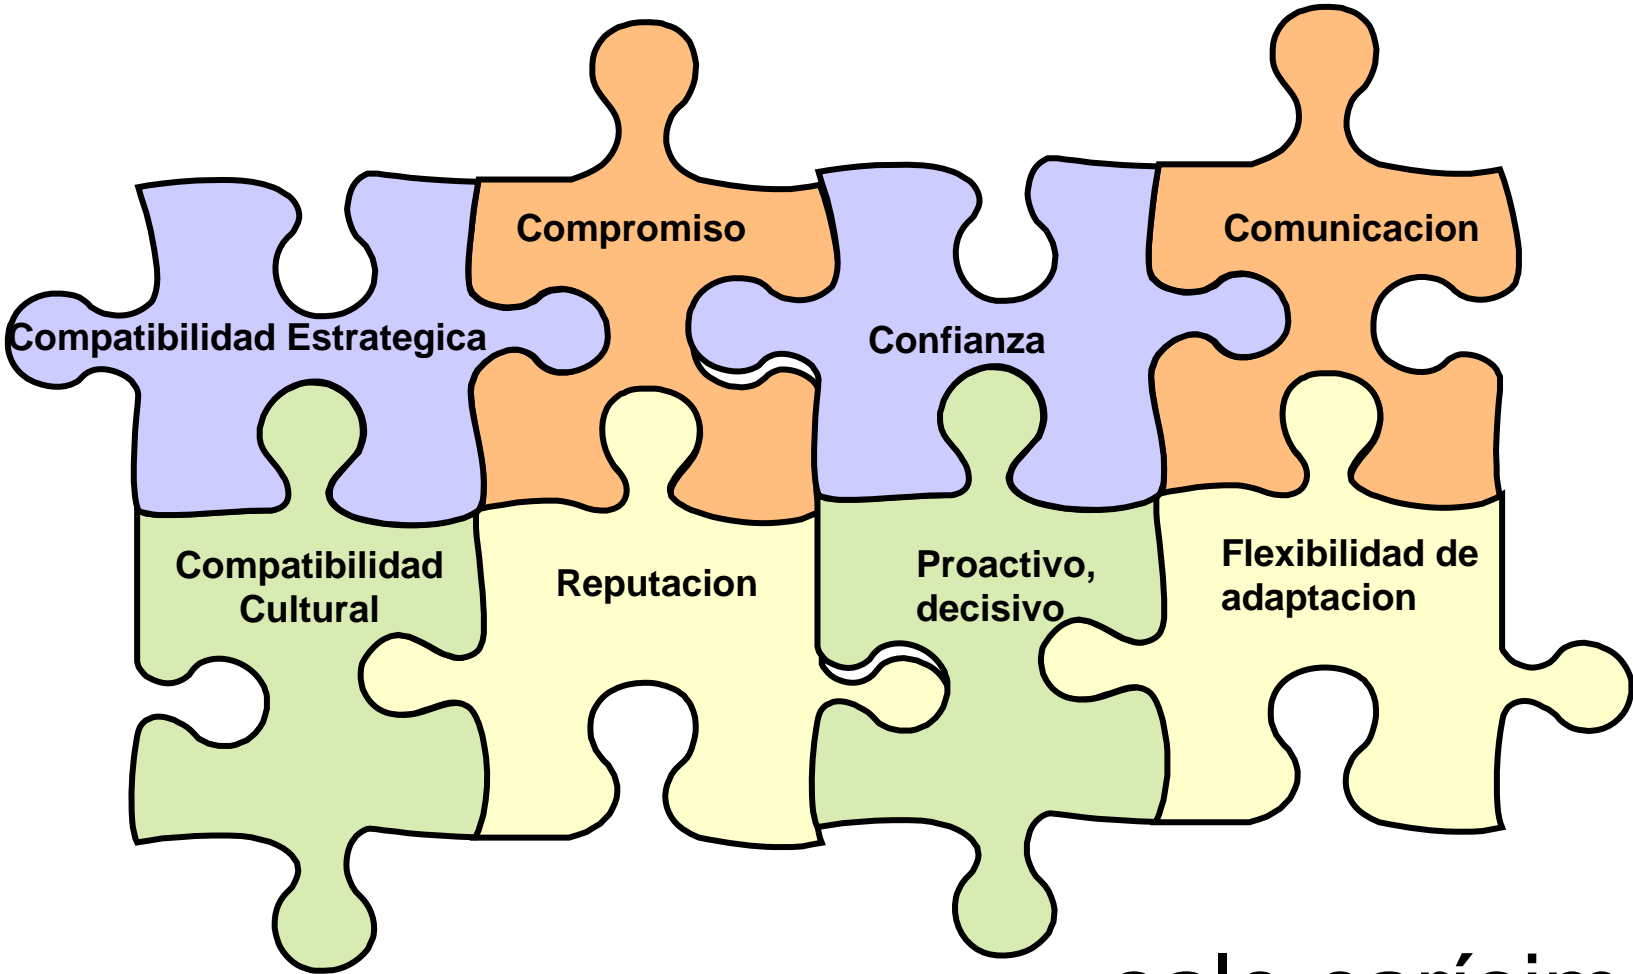 Compromiso
Comunicacion
Compatibilidad Estrategica
Confianza
Compatibilidad
Cultural
Reputacion
Proactivo,
decisivo
Flexibilidad de
adaptacion